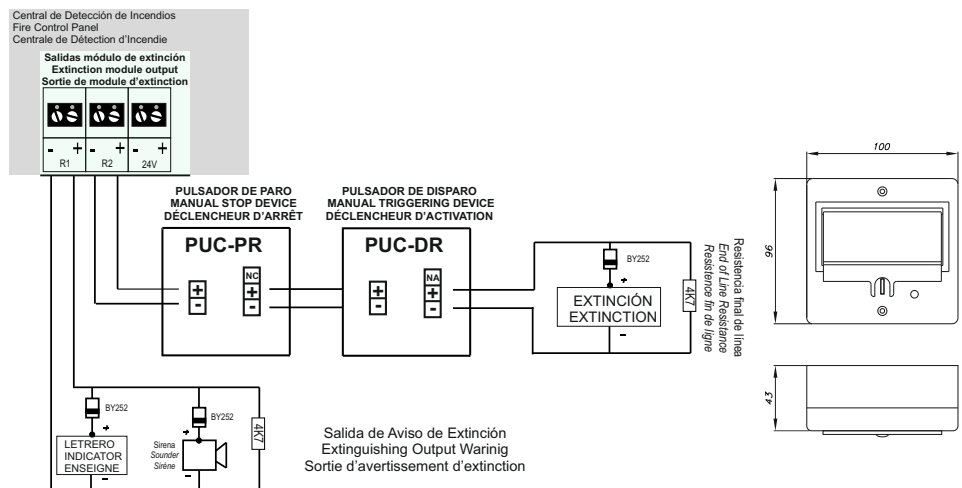 Central de Detección de Incendios
Fire Control Panel
Centrale de Détection d'Incendie
Salidas módulo de extinción
Extinction module output
Sortie de module d'extinction
- + - + - +
R1 R2 24V
PULSADOR DE PARO
MANUAL STOP DEVICE
DÉCLENCHEUR D'ARRÊT
PUC-PR
NC
+ +
- -
PULSADOR DE DISPARO
MANUAL TRIGGERING DEVICE
DÉCLENCHEUR D'ACTIVATION
PUC-DR
NA
+ +
- -
BY252
+
EXTINCIÓN
EXTINCTION
-
4K7
Resistencia final de línea
End of Line Resistance
Resistence fin de ligne
100
96
43
BY252
+
LETRERO
INDICATOR
ENSEIGNE
-
BY252
+
Sirena
Sounder
Siréne
-
4K7
Salida de Aviso de Extinción
Extinguishing Output Warinig
Sortie d'avertissement d'extinction